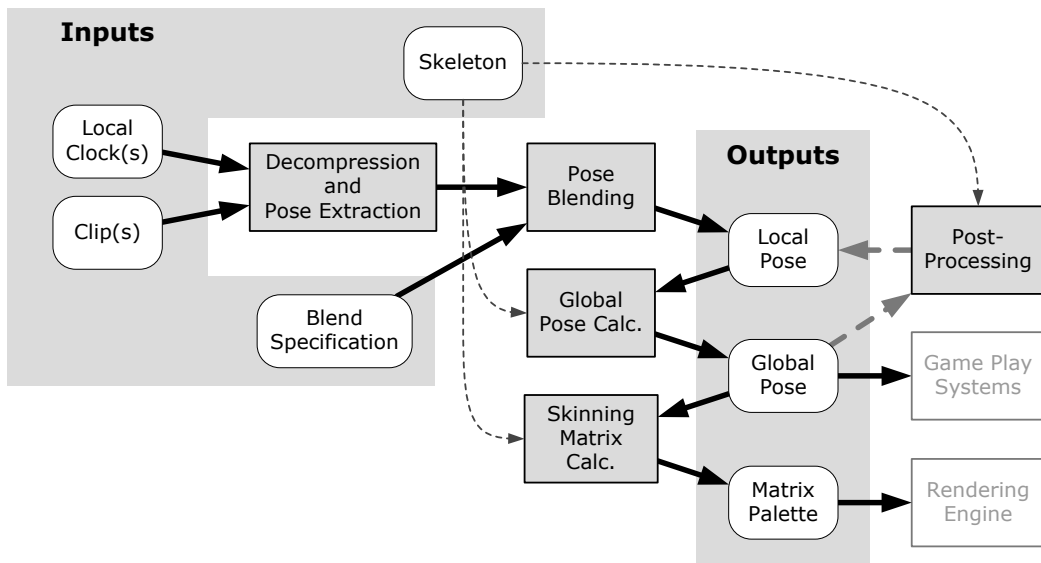 Inputs
Skeleton
Local
Clock(s)
Clip(s)
Decompression
and
Pose Extraction
Blend
Specification
Pose
Blending
Global
Pose Calc.
Skinning
Matrix
Calc.
Outputs
Local
Pose
Global
Pose
Matrix
Palette
Post-
Processing
Game Play
Systems
Rendering
Engine